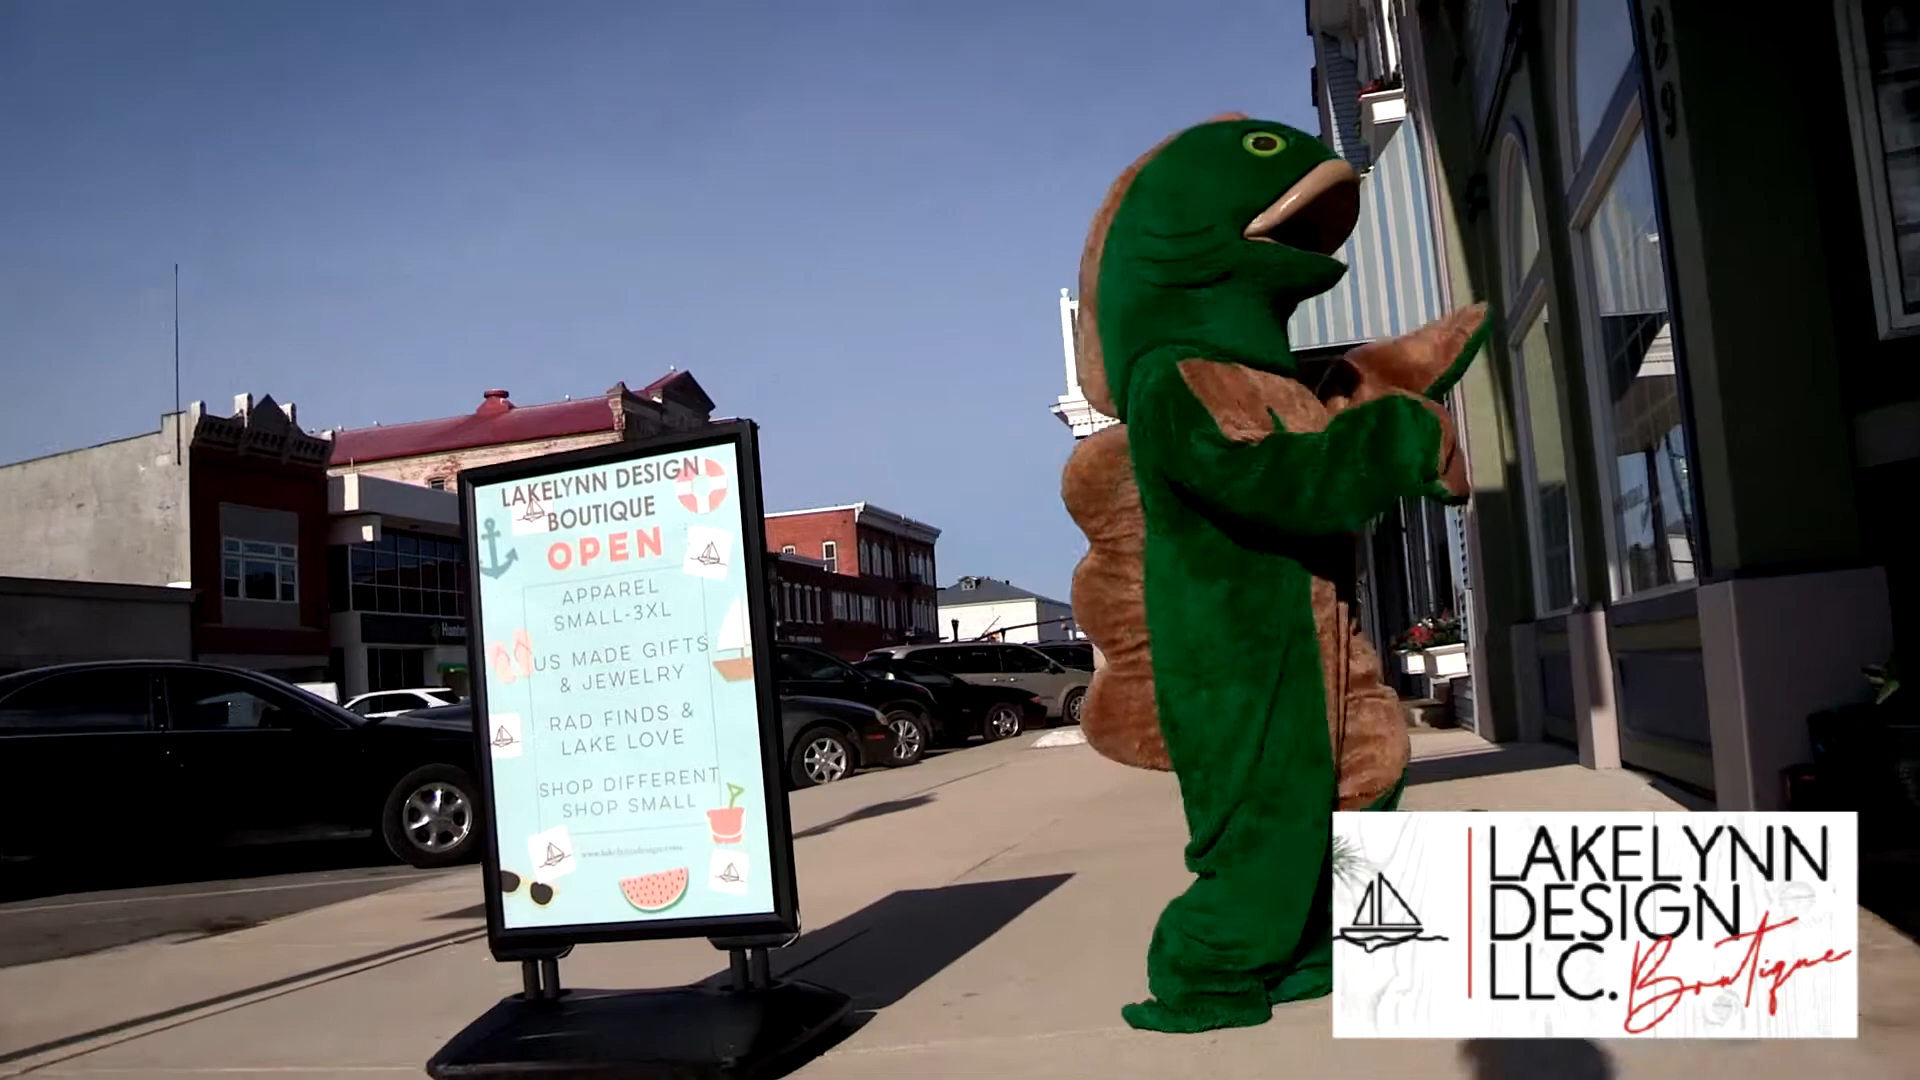 LAKELYNN DESIGN
BOUTIQUE
OPEN
APPAREL
SMALL-3XL
US MADE GIFTS
& JEWELRY
RAD FINDS &
LAKE LOVE
SHOP DIFFERENT
SHOP SMALL
29
LAKELYNN
DESIGN
LLC. Boutique